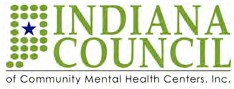 INDIANA
COUNCIL
of Community Mental Health Centers, Inc.